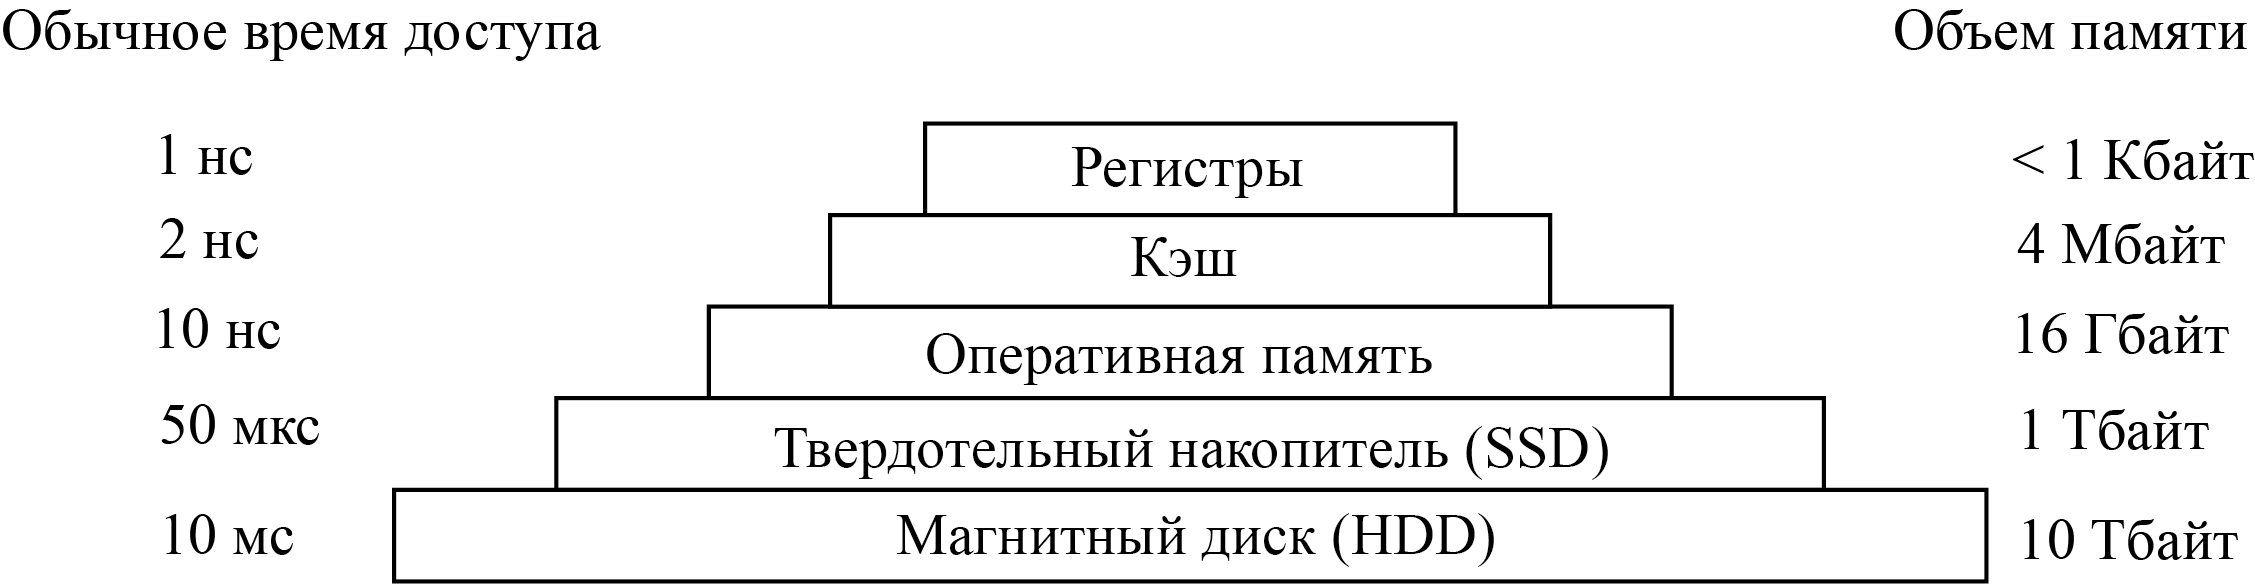 Обычное время доступа Объем памяти
1 нс Регистры < 1 Кбайт
2 нс Кэш 4 Мбайт
10 нс Оперативная память 16 Гбайт
50 мкс Твердотельный накопитель (SSD) 1 Тбайт
10 мс Магнитный диск (HDD) 10 Тбайт